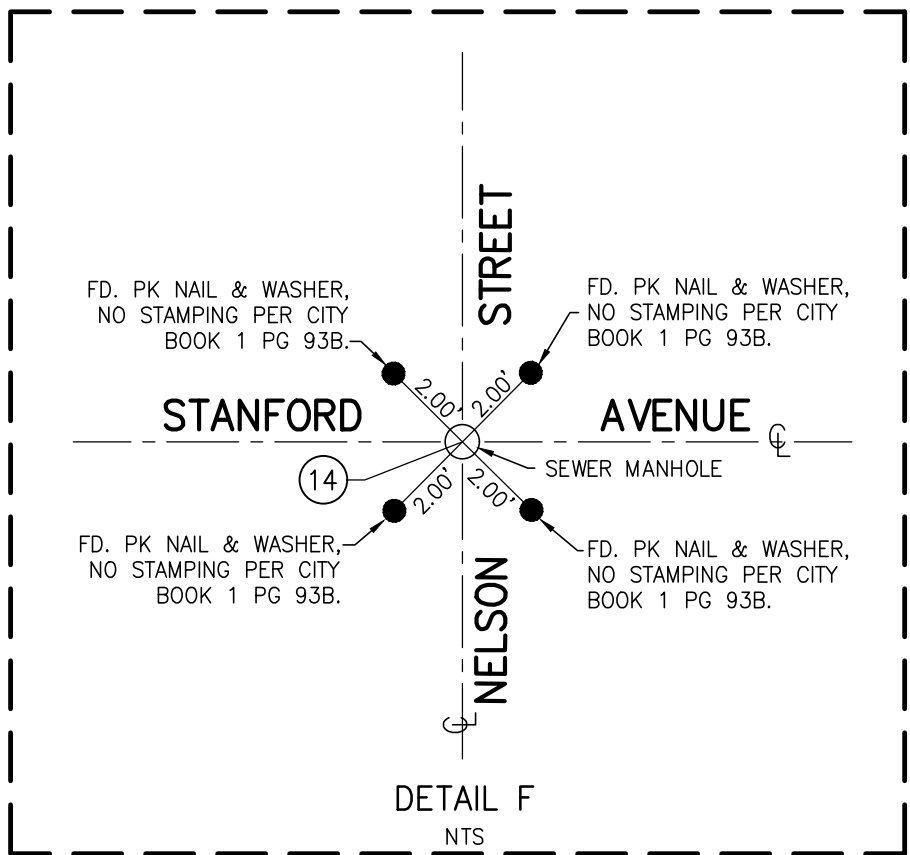 STREET
FD. PK NAIL & WASHER,
NO STAMPING PER CITY
BOOK 1 PG 93B.
FD. PK NAIL & WASHER,
NO STAMPING PER CITY
BOOK 1 PG 93B.
2.00'
2.00'
STANFORD
AVENUE
℄
SEWER MANHOLE
14
2.00'
2.00'
FD. PK NAIL & WASHER,
NO STAMPING PER CITY
BOOK 1 PG 93B.
FD. PK NAIL & WASHER,
NO STAMPING PER CITY
BOOK 1 PG 93B.
NELSON
℄
DETAIL F
NTS